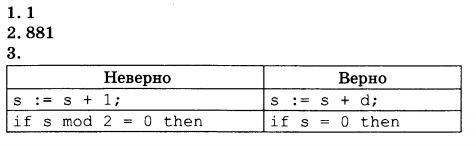 1. 1
2. 881
3.
Неверно Верно
s := s + 1; s := s + d;
if s mod 2 = 0 then if s = 0 then